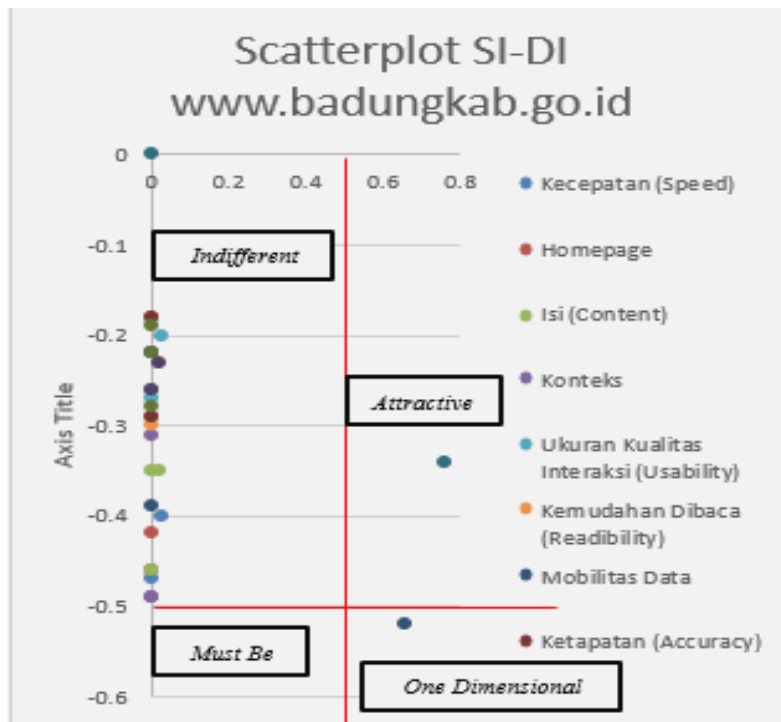 Scatterplot SI-DI
www.badungkab.go.id
0
0 0.2 0.4 0.6 0.8
-0.1
-0.2
-0.3
-0.4
-0.5
-0.6
Axis Title
Indifferent
Attractive
Must Be
One Dimensional
Kecepatan (Speed)
Homepage
Isi (Content)
Konteks
Ukuran Kualitas
Interaksi (Usability)
Kemudahan Dibaca
(Readibility)
Mobilitas Data
Ketapatan (Accuracy)